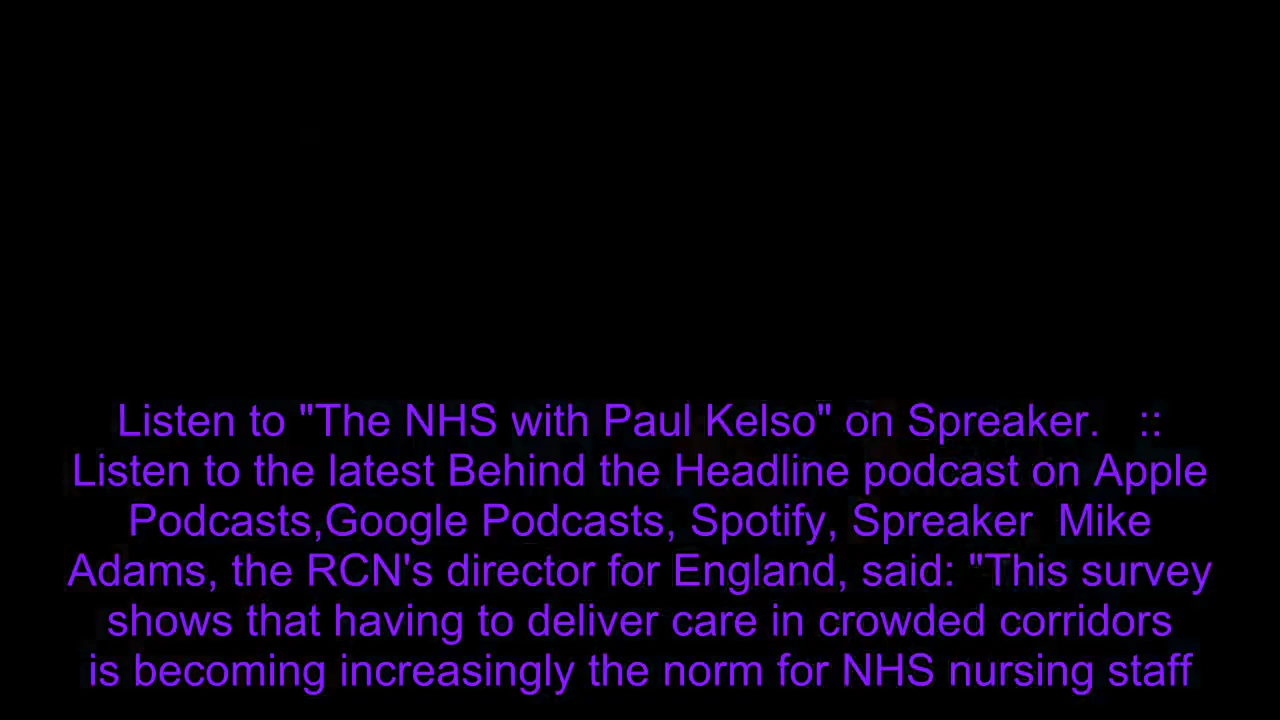 Listen to "The NHS with Paul Kelso" on Spreaker.   ::
Listen to the latest Behind the Headline podcast on Apple
Podcasts,Google Podcasts, Spotify, Spreaker  Mike
Adams, the RCN's director for England, said: "This survey
shows that having to deliver care in crowded corridors
is becoming increasingly the norm for NHS nursing staff